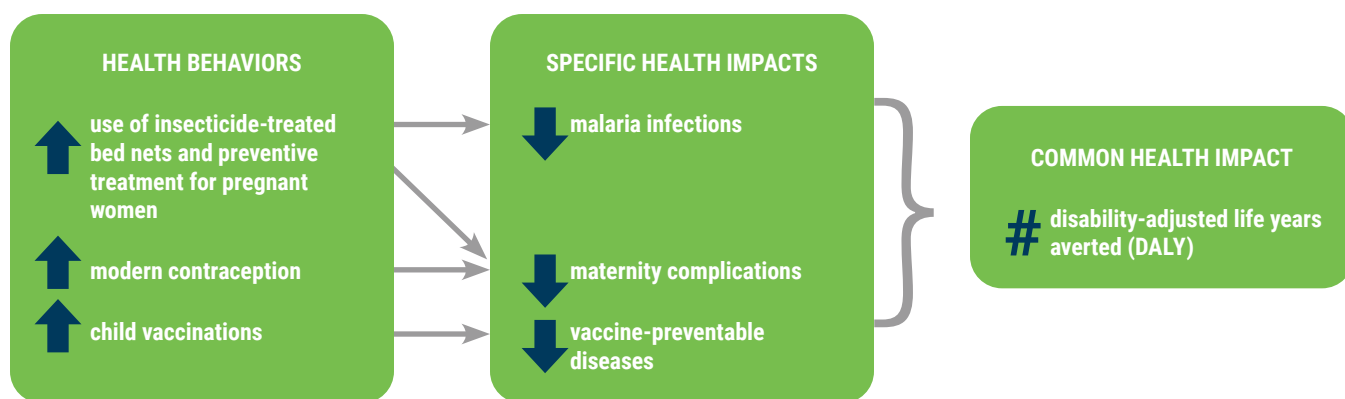 HEALTH BEHAVIORS
use of insecticide-treated
bed nets and preventive
treatment for pregnant
women
modern contraception
child vaccinations
SPECIFIC HEALTH IMPACTS
malaria infections
maternity complications
vaccine-preventable
diseases
COMMON HEALTH IMPACT
# disability-adjusted life years
averted (DALY)